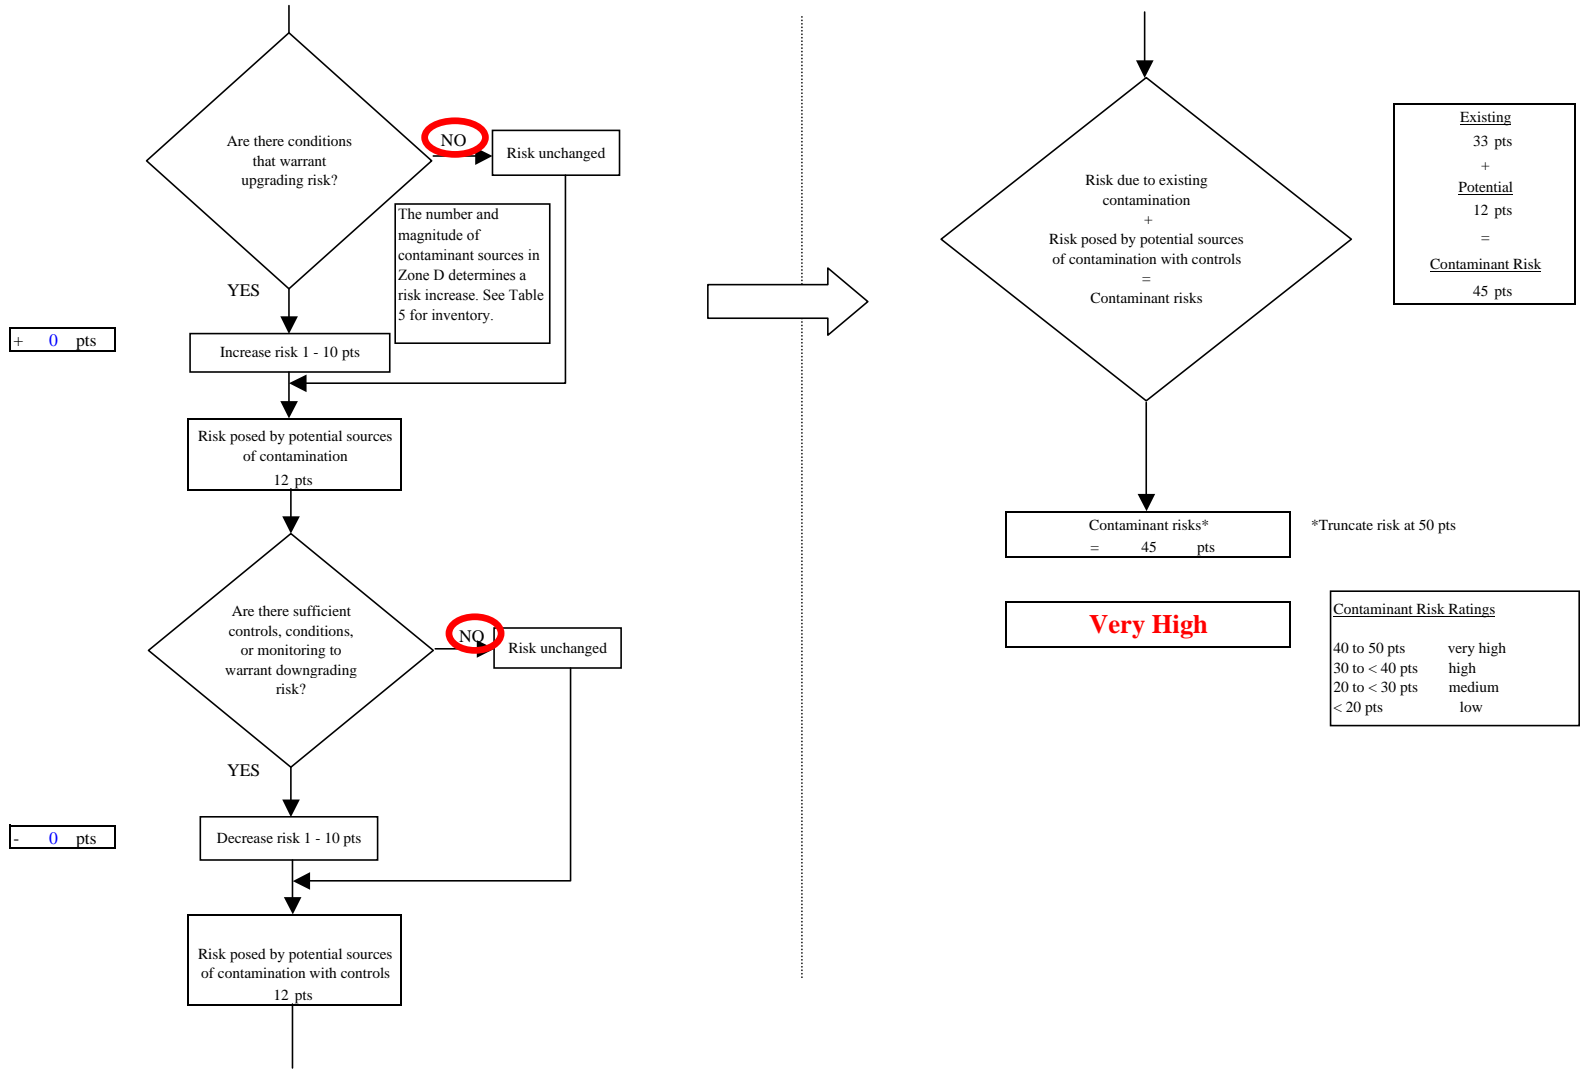 Are there conditions
that warrant
upgrading risk?
NO
Risk unchanged
The number and
magnitude of
contaminant sources in
Zone D determines a
risk increase. See Table
5 for inventory.
YES
+ 0 pts
Increase risk 1 - 10 pts
Risk posed by potential sources
of contamination
12 pts
Are there sufficient
controls, conditions,
or monitoring to
warrant downgrading
risk?
NO
Risk unchanged
YES
- 0 pts
Decrease risk 1 - 10 pts
Risk posed by potential sources
of contamination with controls
12 pts
Risk due to existing
contamination
+
Risk posed by potential sources
of contamination with controls
=
Contaminant risks
Existing
33 pts
+
Potential
12 pts
=
Contaminant Risk
45 pts
Contaminant risks*
= 45 pts
*Truncate risk at 50 pts
Very High
Contaminant Risk Ratings
40 to 50 pts very high
30 to < 40 pts high
20 to < 30 pts medium
< 20 pts low